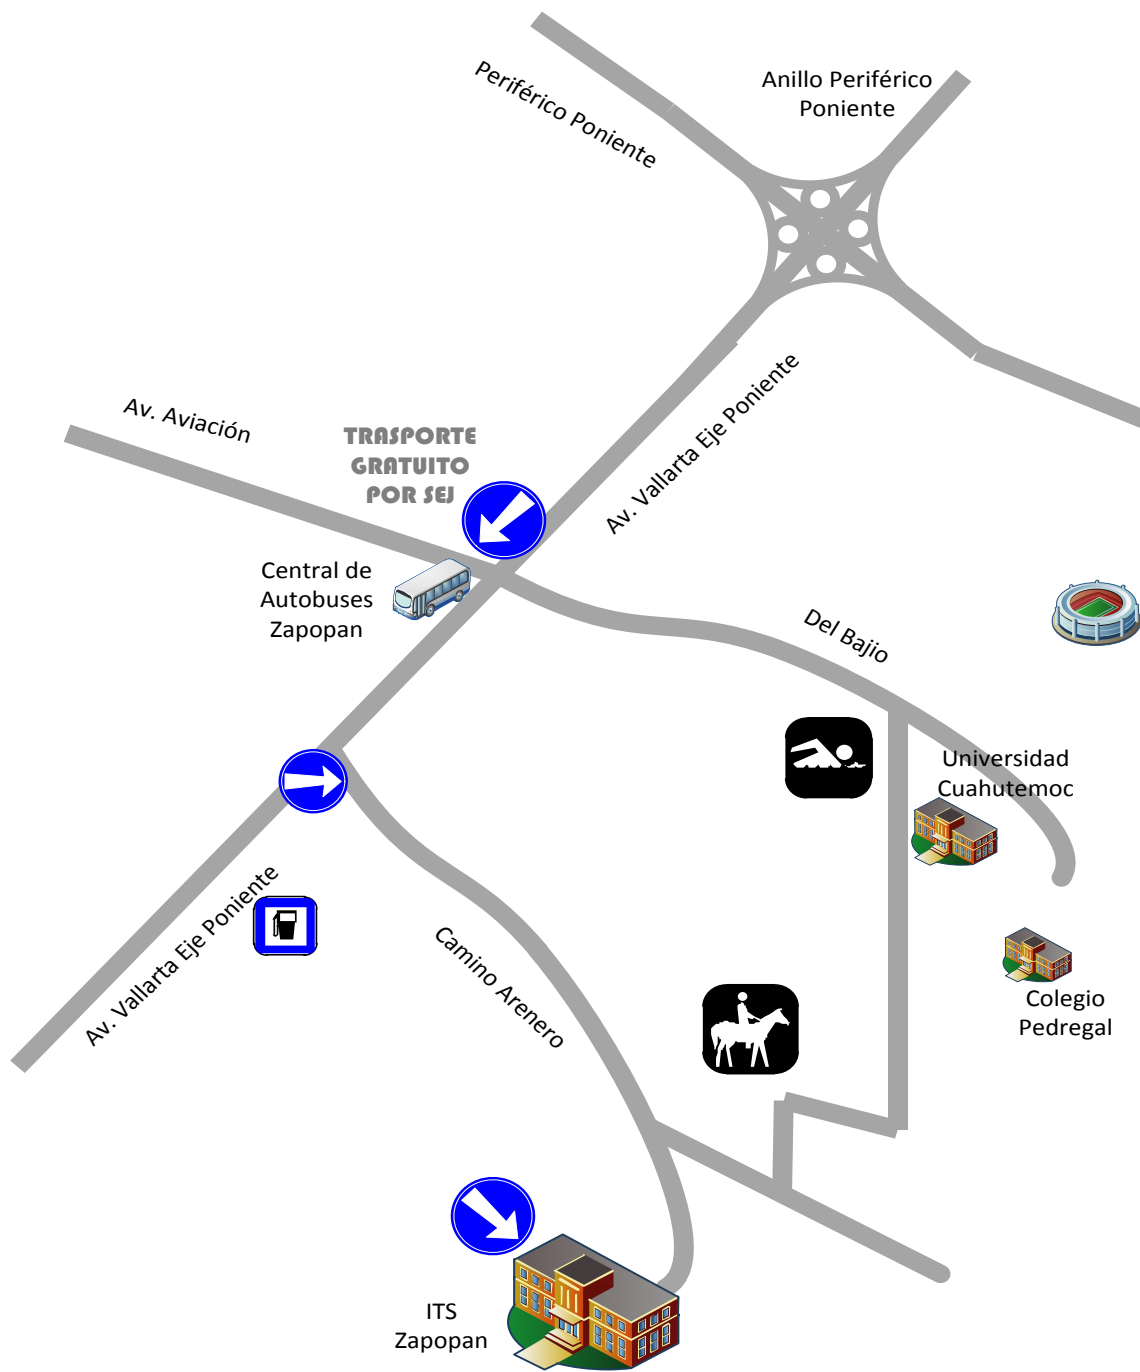 Periférico Poniente
Anillo Periférico
Poniente
Av. Aviación
TRASPORTE
GRATUITO
POR SEJ
Av. Vallarta Eje Poniente
Central de
Autobuses
Zapopan
Del Bajio
Universidad
Cuahutemoc
Av. Vallarta Eje Poniente
Camino Arenero
Colegio
Pedregal
ITS
Zapopan